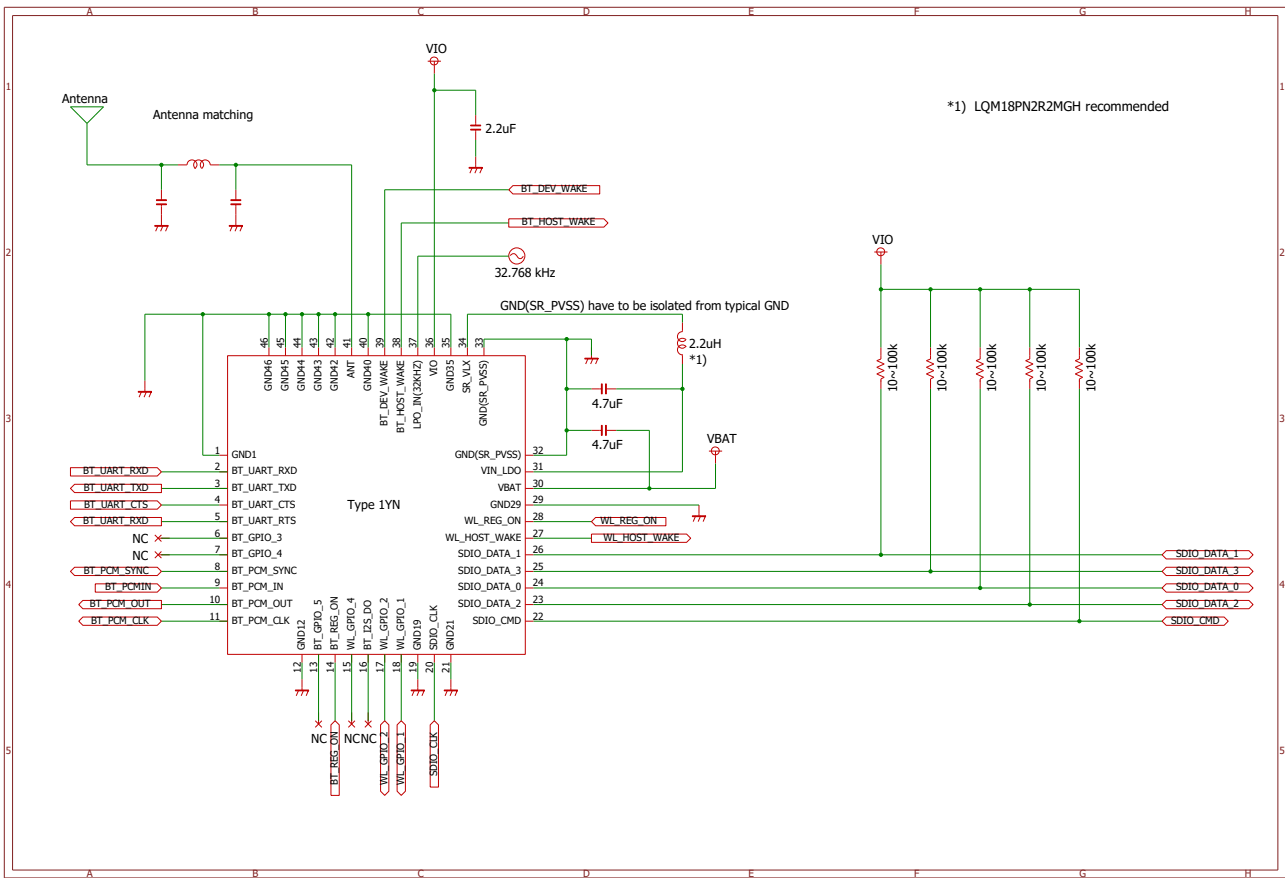 A B C D E F G H
1 1
2 2
3 3
4 4
5 5
VIO
Antenna
Antenna matching
2.2uF
*1) LQM18PN2R2MGH recommended
BT_DEV_WAKE
BT_HOST_WAKE
32.768 kHz
VIO
GND(SR_PVSS) have to be isolated from typical GND
2.2uH
*1)
4.7uF
4.7uF
VBAT
10~100k
10~100k
10~100k
10~100k
10~100k
46 GND46
45 GND45
44 GND44
43 GND43
42 GND42
41 ANT
40 GND40
39 BT_DEV_WAKE
38 BT_HOST_WAKE
37 LPO_IN(32KHZ)
36 VIO
35 GND35
34 SR_VLX
33 GND(SR_PVSS)
Type 1YN
1 GND1
BT_UART_RXD 2 BT_UART_RXD
BT_UART_TXD 3 BT_UART_TXD
BT_UART_CTS 4 BT_UART_CTS
BT_UART_RXD 5 BT_UART_RTS
NC 6 BT_GPIO_3
NC 7 BT_GPIO_4
BT_PCM_SYNC 8 BT_PCM_SYNC
BT_PCMIN 9 BT_PCM_IN
BT_PCM_OUT 10 BT_PCM_OUT
BT_PCM_CLK 11 BT_PCM_CLK
GND(SR_PVSS) 32
VIN_LDO 31
VBAT 30
GND29 29
WL_REG_ON 28 WL_REG_ON
WL_HOST_WAKE 27 WL_HOST_WAKE
SDIO_DATA_1 26 SDIO_DATA_1
SDIO_DATA_3 25 SDIO_DATA_3
SDIO_DATA_0 24 SDIO_DATA_0
SDIO_DATA_2 23 SDIO_DATA_2
SDIO_CMD 22 SDIO_CMD
GND12 12
BT_GPIO_5 13 NC
BT_REG_ON 14 BT_REG_ON
WL_GPIO_4 15 NC
BT_I2S_DO 16 NC
WL_GPIO_2 17 WL_GPIO_2
WL_GPIO_1 18 WL_GPIO_1
GND19 19
SDIO_CLK 20 SDIO_CLK
GND21 21
A B C D E F G H